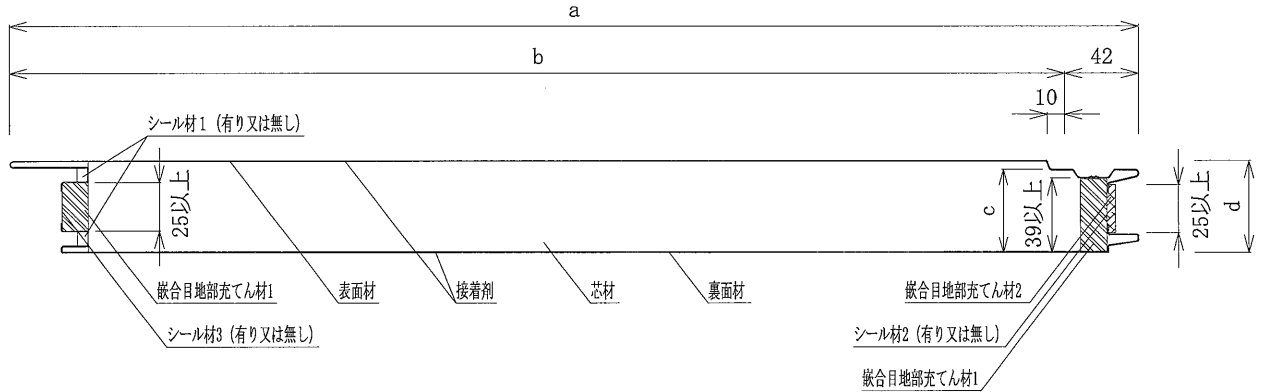 a
b
42
10
シール材1 (有り又は無し)
25以上
c
39以上
25以上
d
嵌合目地部充てん材1
表面材
接着剤
芯材
裏面材
嵌合目地部充てん材2
シール材3 (有り又は無し)
シール材2 (有り又は無し)
嵌合目地部充てん材1